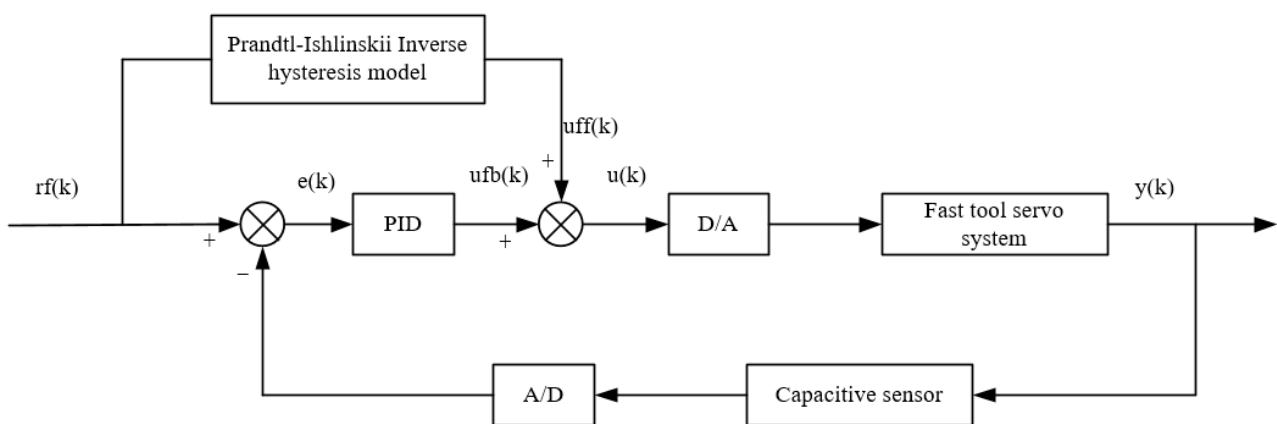 Prandtl-Ishlinskii Inverse
hysteresis model
uff(k)
rf(k)
e(k)
ufb(k)
+
u(k)
y(k)
+
PID
+
D/A
Fast tool servo
system
−
A/D
Capacitive sensor